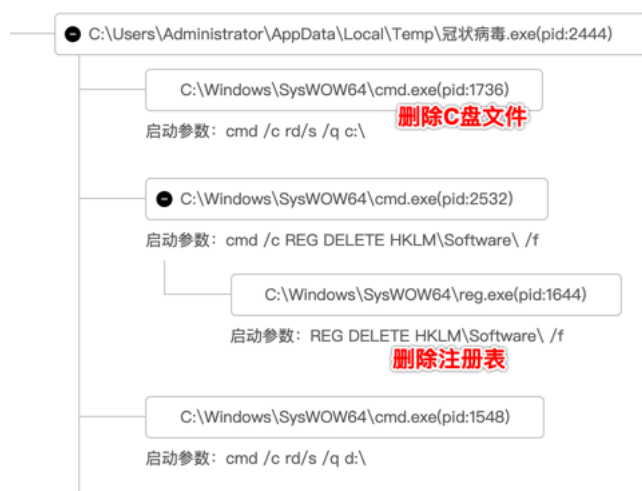 C:\Users\Administrator\AppData\Local\Temp\冠状病毒.exe(pid:2444)
C:\Windows\SysWOW64\cmd.exe(pid:1736)
删除C盘文件
启动参数：cmd /c rd/s /q c:\
C:\Windows\SysWOW64\cmd.exe(pid:2532)
启动参数：cmd /c REG DELETE HKLM\Software\ /f
C:\Windows\SysWOW64\reg.exe(pid:1644)
启动参数：REG DELETE HKLM\Software\ /f
删除注册表
C:\Windows\SysWOW64\cmd.exe(pid:1548)
启动参数：cmd /c rd/s /q d:\